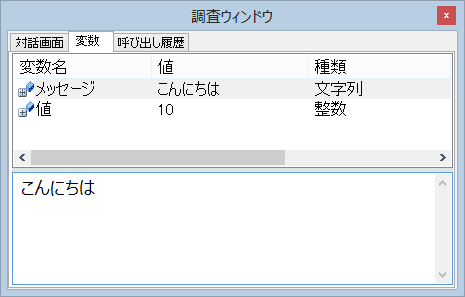 調査ウィンドウ
対話画面 変数 呼び出し履歴
変数名 値 種類
メッセージ こんにちは 文字列
値 10 整数
こんにちは